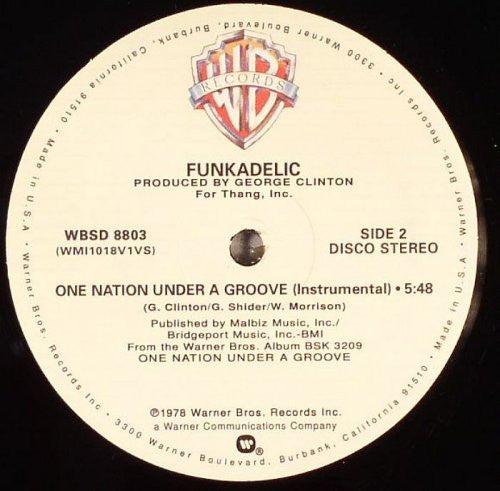 WB
RECORDS
FUNKADELIC
PRODUCED BY GEORGE CLINTON
For Thang, Inc.
WBSD 8803
(WMI1018V1VS)
SIDE 2
DISCO STEREO
ONE NATION UNDER A GROOVE (Instrumental) • 5:48
(G. Clinton/G. Shider/W. Morrison)
Published by Malbiz Music, Inc./
Bridgeport Music, Inc.-BMI
From the Warner Bros. Album BSK 3209
ONE NATION UNDER A GROOVE
℗1978 Warner Bros. Records Inc.
a Warner Communications Company
W®
3300 Warner Boulevard, Burbank, California 91510 • Made in U.S.A. • Warner Bros. Records Inc. • 3300 Warner Boulevard, Burbank, California 91510 • Made in U.S.A. • Warner Bros. Records Inc •